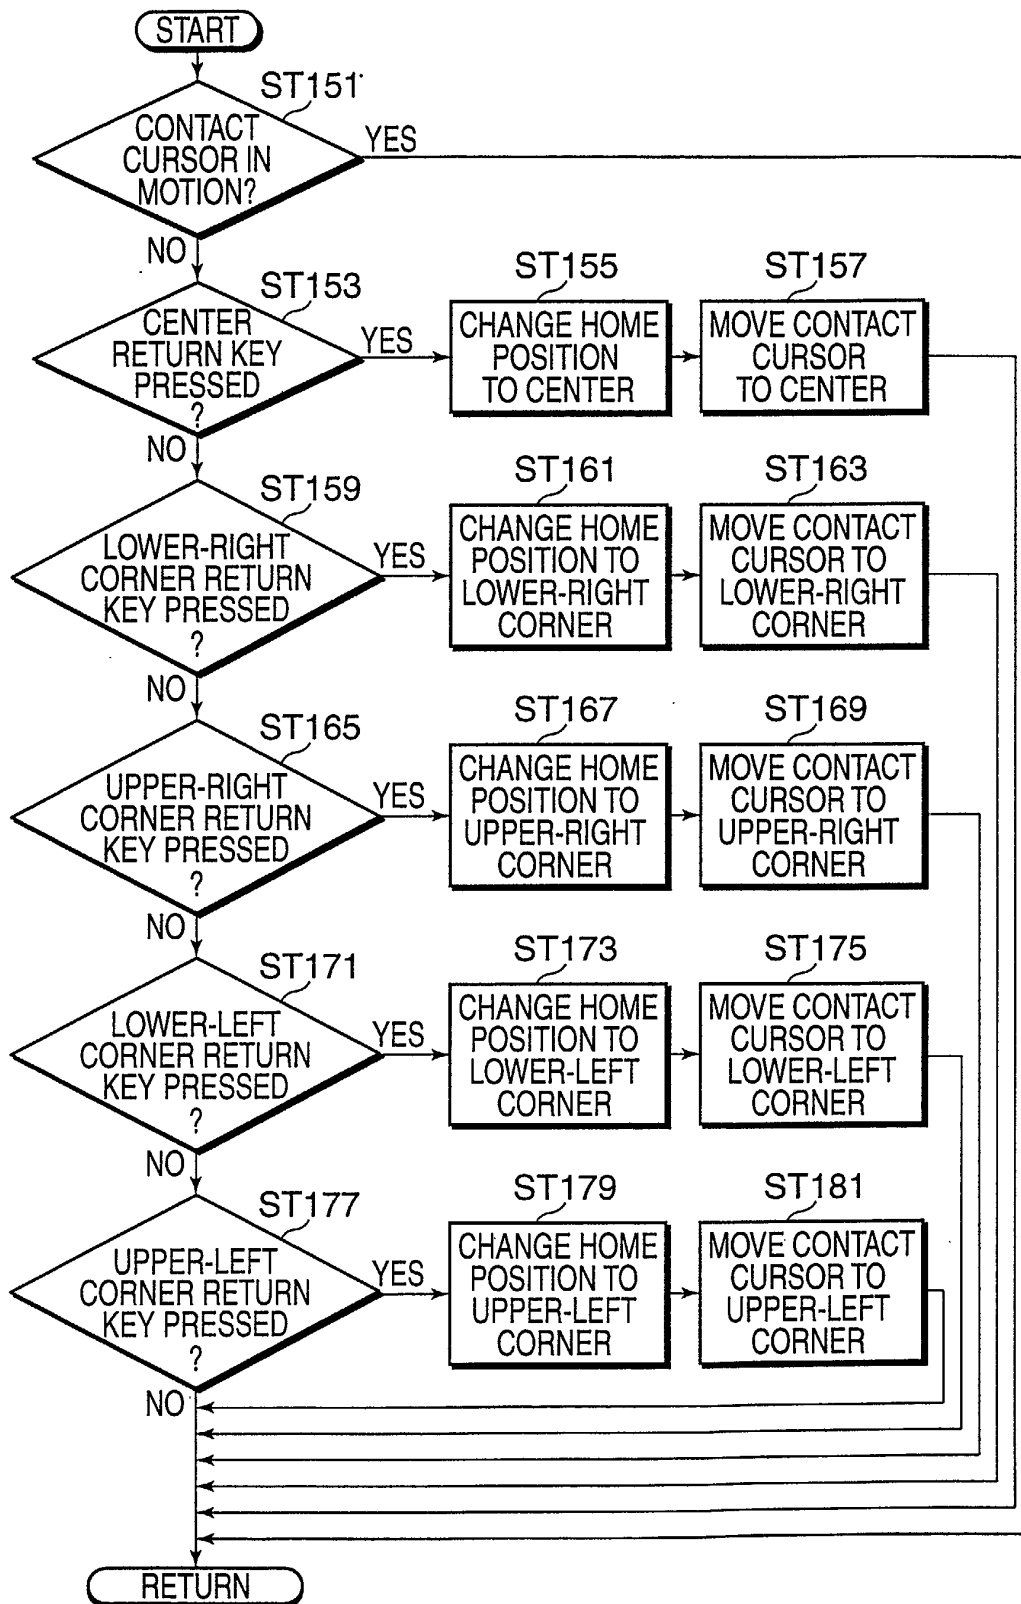 START
ST151
CONTACT
CURSOR IN
MOTION?
YES
NO
ST153
CENTER
RETURN KEY
PRESSED
?
YES
ST155
CHANGE HOME
POSITION
TO CENTER
ST157
MOVE CONTACT
CURSOR
TO CENTER
NO
ST159
LOWER-RIGHT
CORNER RETURN
KEY PRESSED
?
YES
ST161
CHANGE HOME
POSITION TO
LOWER-RIGHT
CORNER
ST163
MOVE CONTACT
CURSOR TO
LOWER-RIGHT
CORNER
NO
ST165
UPPER-RIGHT
CORNER RETURN
KEY PRESSED
?
YES
ST167
CHANGE HOME
POSITION TO
UPPER-RIGHT
CORNER
ST169
MOVE CONTACT
CURSOR TO
UPPER-RIGHT
CORNER
NO
ST171
LOWER-LEFT
CORNER RETURN
KEY PRESSED
?
YES
ST173
CHANGE HOME
POSITION TO
LOWER-LEFT
CORNER
ST175
MOVE CONTACT
CURSOR TO
LOWER-LEFT
CORNER
NO
ST177
UPPER-LEFT
CORNER RETURN
KEY PRESSED
?
YES
ST179
CHANGE HOME
POSITION TO
UPPER-LEFT
CORNER
ST181
MOVE CONTACT
CURSOR TO
UPPER-LEFT
CORNER
NO
RETURN